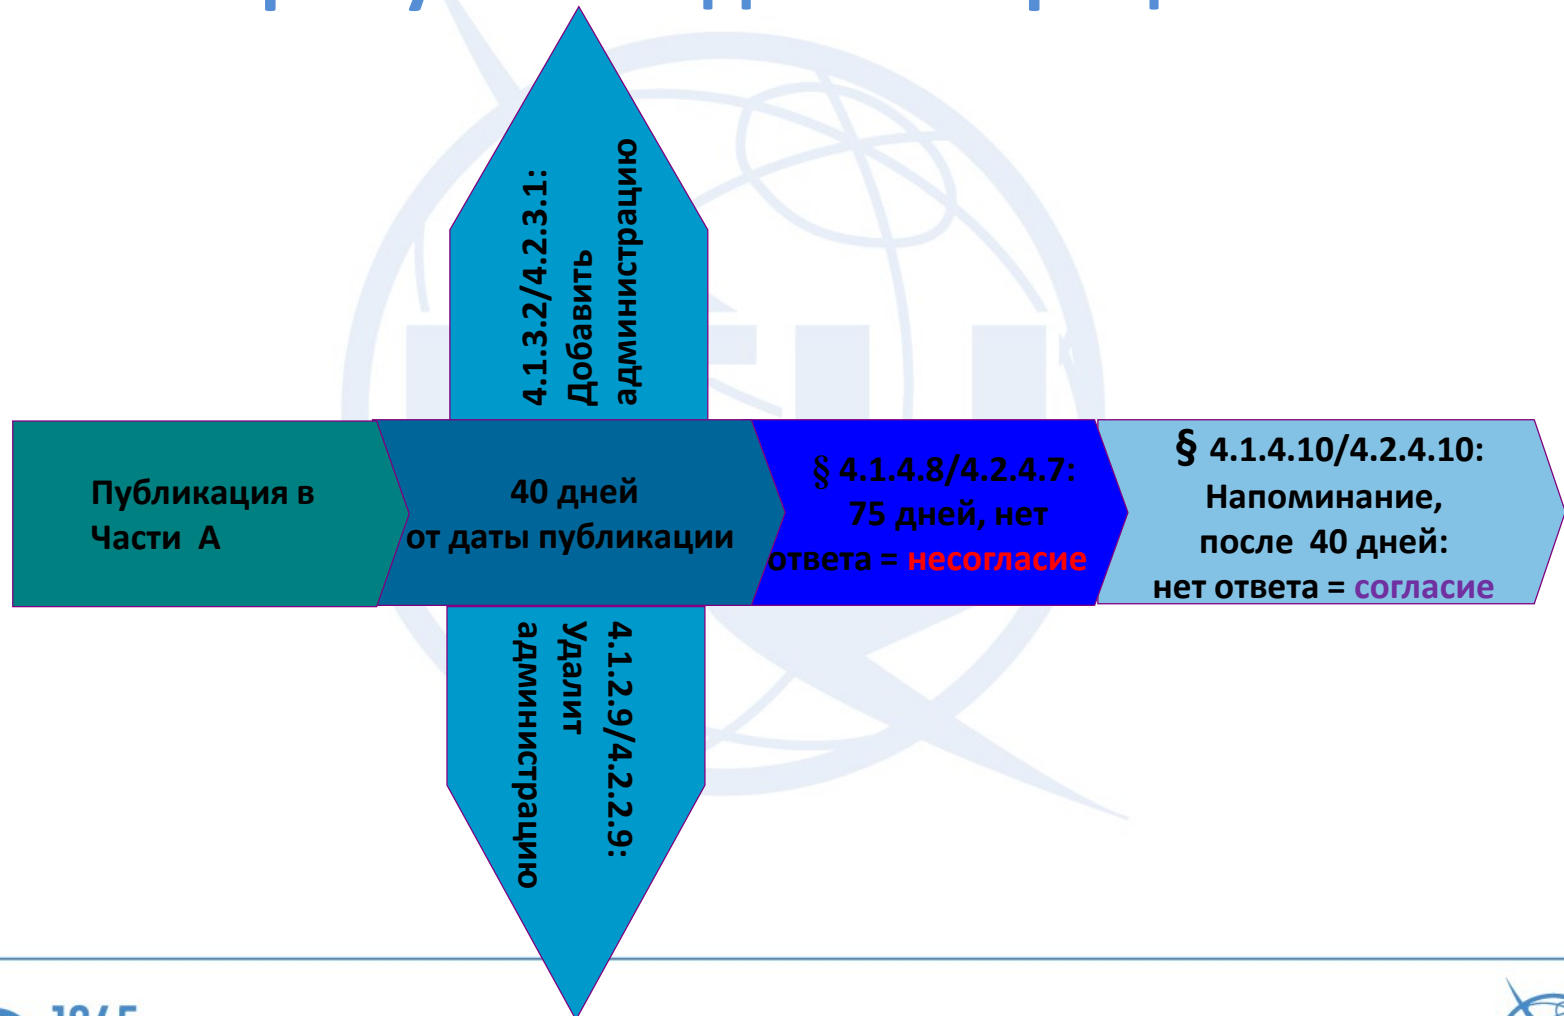 4.1.3.2/4.2.3.1:
Добавить
администрацию
Публикация в
Части А
40 дней
от даты публикации
§ 4.1.4.8/4.2.4.7:
75 дней, нет
ответа = несогласие
§ 4.1.4.10/4.2.4.10:
Напоминание,
после 40 дней:
нет ответа = согласие
4.1.2.9/4.2.2.9:
Удалит
администрацию